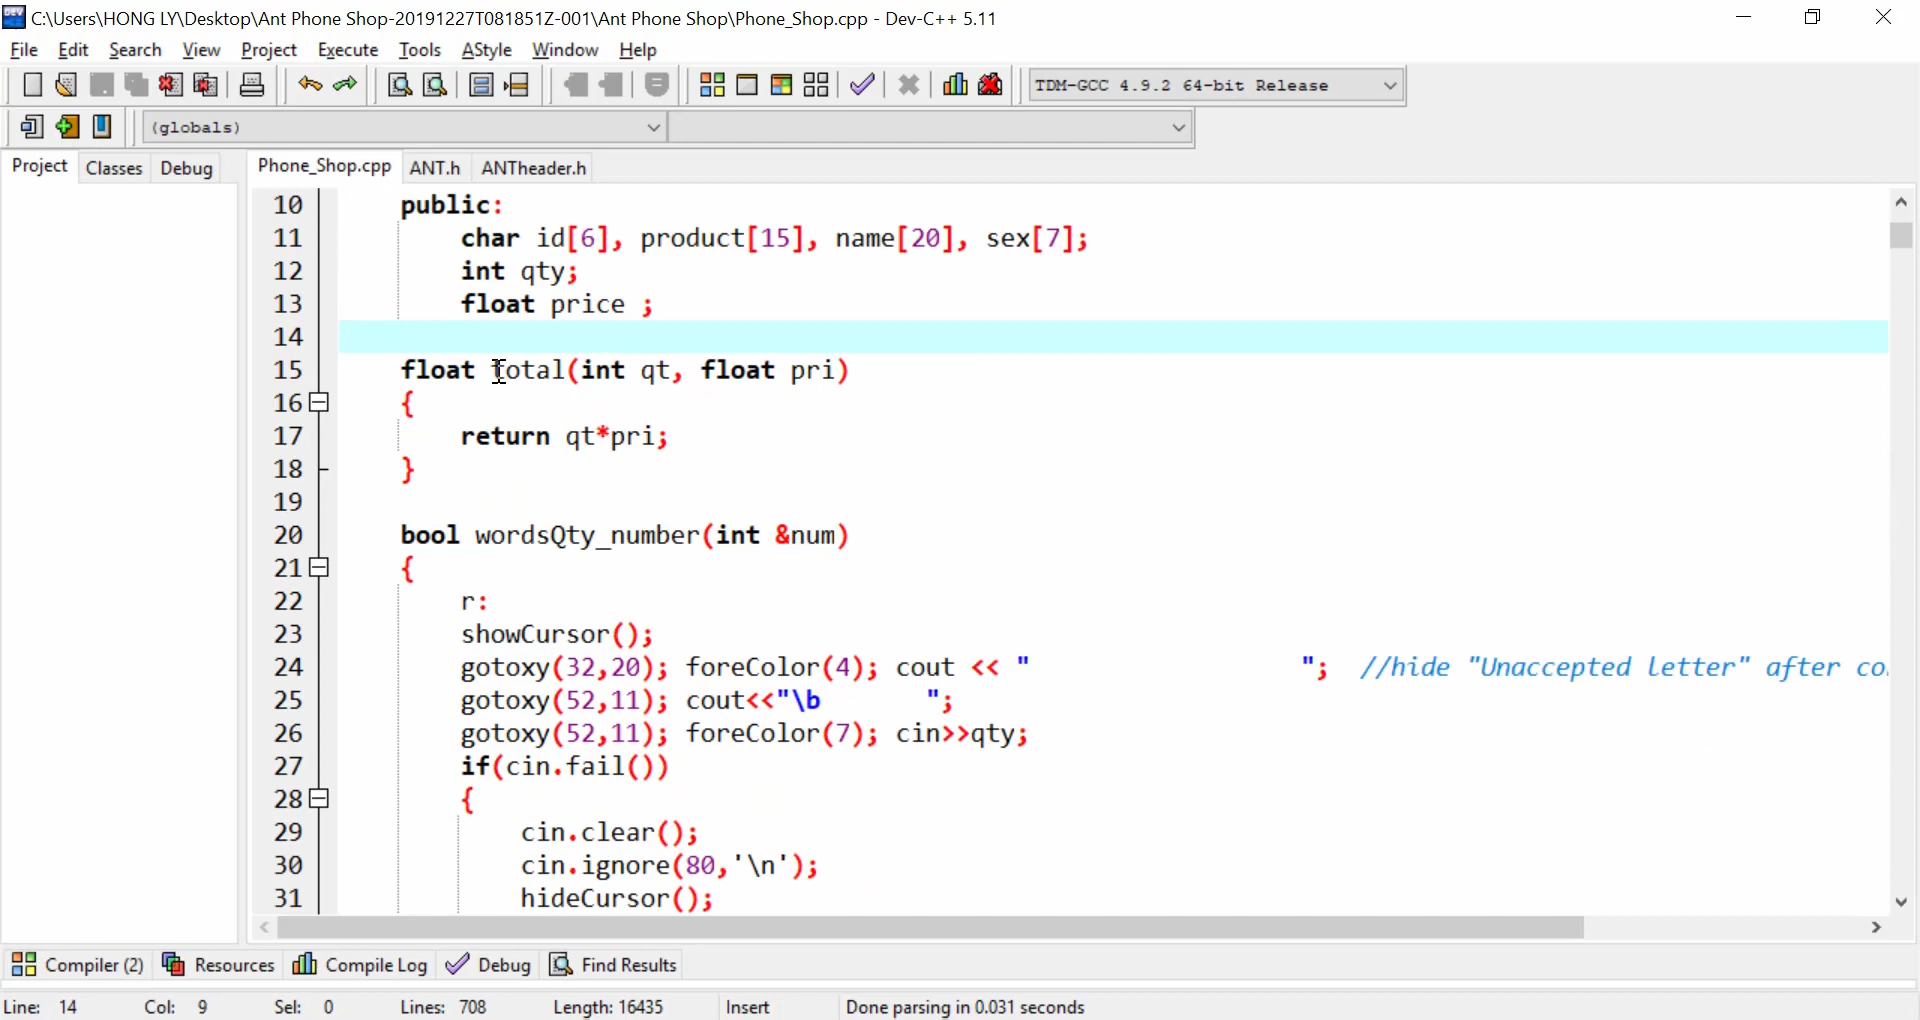 C:\Users\HONG LY\Desktop\Ant Phone Shop-20191227T081851Z-001\Ant Phone Shop\Phone_Shop.cpp - Dev-C++ 5.11
File Edit Search View Project Execute Tools AStyle Window Help
TDM-GCC 4.9.2 64-bit Release
(globals)
Project Classes Debug
Phone_Shop.cpp ANT.h ANTheader.h
10 public:
11 char id[6], product[15], name[20], sex[7];
12 int qty;
13 float price ;
14
15 float total(int qt, float pri)
16 {
17 return qt*pri;
18 }
19
20 bool wordsQty_number(int &num)
21 {
22 r:
23 showCursor();
24 gotoxy(32,20); foreColor(4); cout << "                  "; //hide "Unaccepted letter" after co
25 gotoxy(52,11); cout<<"\b       ";
26 gotoxy(52,11); foreColor(7); cin>>qty;
27 if(cin.fail())
28 {
29 cin.clear();
30 cin.ignore(80,'\n');
31 hideCursor();
Compiler (2) Resources Compile Log Debug Find Results
Line: 14 Col: 9 Sel: 0 Lines: 708 Length: 16435 Insert Done parsing in 0.031 seconds